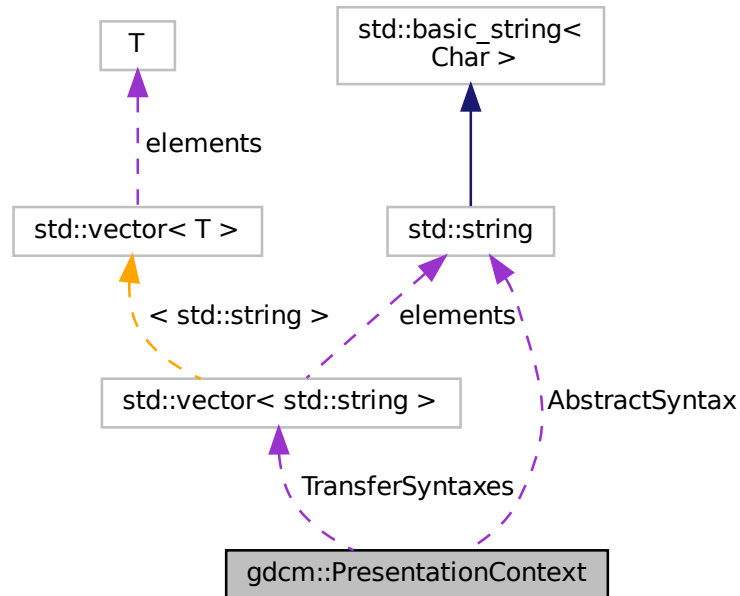 T
std::basic_string<
Char >
elements
std::vector< T >
std::string
< std::string >
elements
std::vector< std::string >
AbstractSyntax
TransferSyntaxes
gdcm::PresentationContext